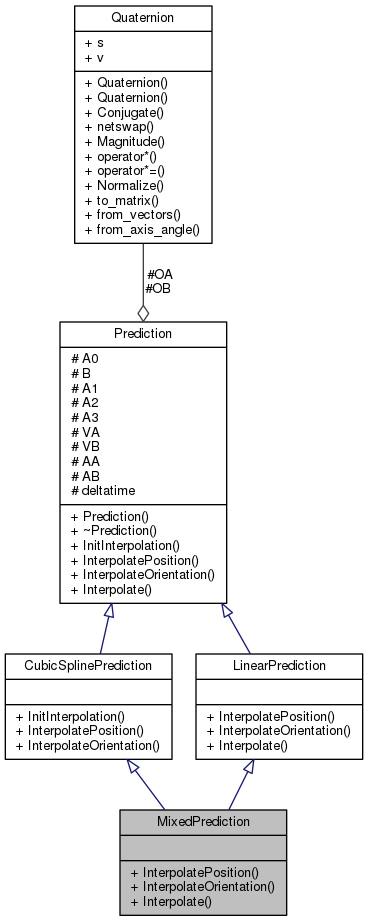 Quaternion
+ s
+ v
+ Quaternion()
+ Quaternion()
+ Conjugate()
+ netswap()
+ Magnitude()
+ operator*()
+ operator*=()
+ Normalize()
+ to_matrix()
+ from_vectors()
+ from_axis_angle()
#OA
#OB
Prediction
# A0
# B
# A1
# A2
# A3
# VA
# VB
# AA
# AB
# deltatime
+ Prediction()
+ ~Prediction()
+ InitInterpolation()
+ InterpolatePosition()
+ InterpolateOrientation()
+ Interpolate()
CubicSplinePrediction
+ InitInterpolation()
+ InterpolatePosition()
+ InterpolateOrientation()
LinearPrediction
+ InterpolatePosition()
+ InterpolateOrientation()
+ Interpolate()
MixedPrediction
+ InterpolatePosition()
+ InterpolateOrientation()
+ Interpolate()